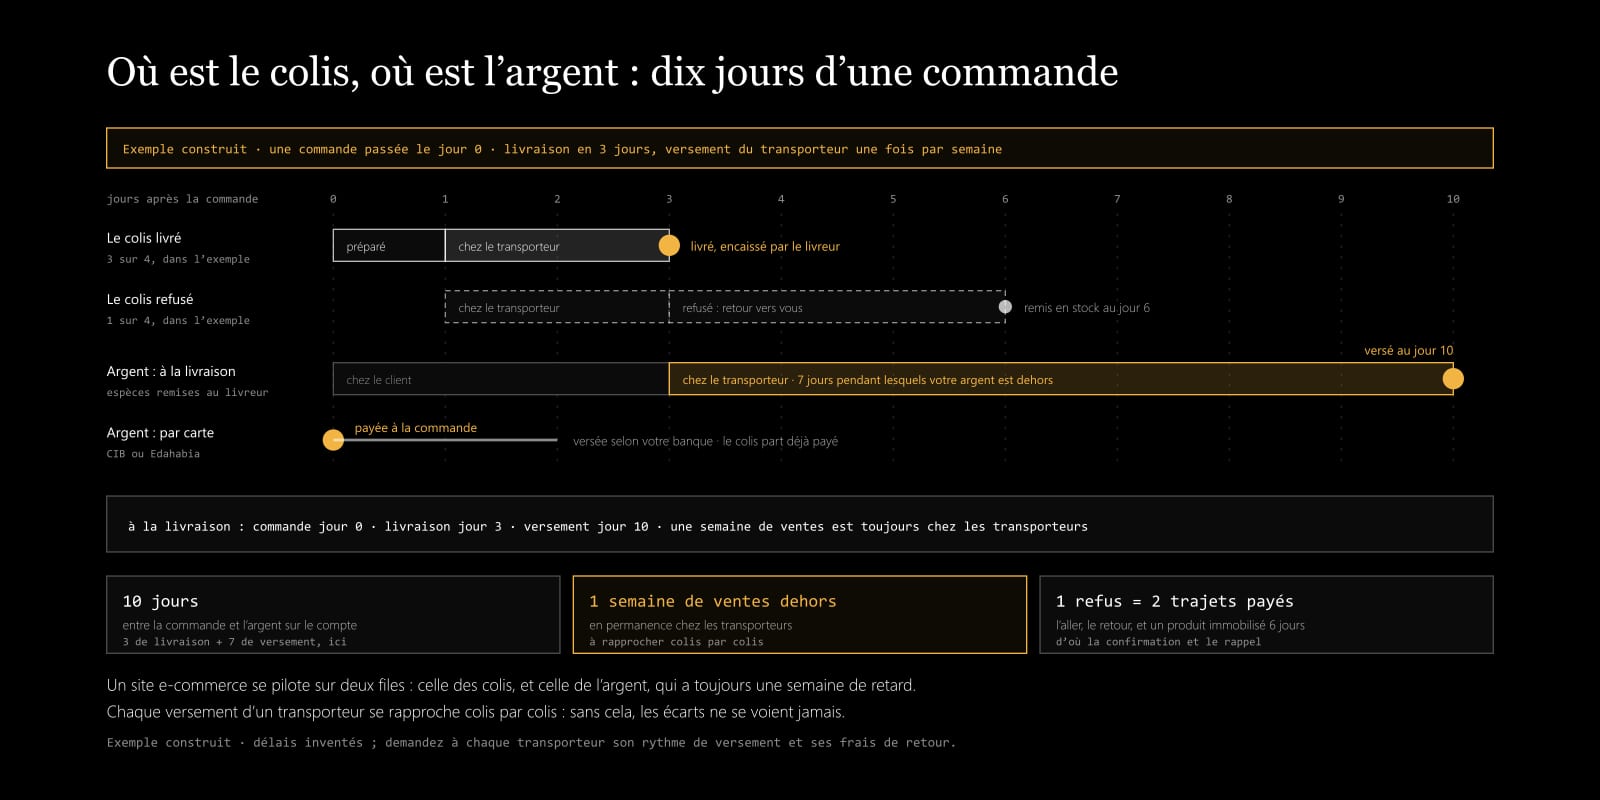 Où est le colis, où est l’argent : dix jours d’une commande
Exemple construit · une commande passée le jour 0 · livraison en 3 jours, versement du transporteur une fois par semaine
jours après la commande 0 1 2 3 4 5 6 7 8 9 10
Le colis livré
3 sur 4, dans l’exemple
préparé
chez le transporteur
livré, encaissé par le livreur
Le colis refusé
1 sur 4, dans l’exemple
chez le transporteur
refusé : retour vers vous
remis en stock au jour 6
versé au jour 10
Argent : à la livraison
espèces remises au livreur
chez le client
chez le transporteur · 7 jours pendant lesquels votre argent est dehors
Argent : par carte
CIB ou Edahabia
payée à la commande
versée selon votre banque · le colis part déjà payé
à la livraison : commande jour 0 · livraison jour 3 · versement jour 10 · une semaine de ventes est toujours chez les transporteurs
10 jours
entre la commande et l’argent sur le compte
3 de livraison + 7 de versement, ici
1 semaine de ventes dehors
en permanence chez les transporteurs
à rapprocher colis par colis
1 refus = 2 trajets payés
l’aller, le retour, et un produit immobilisé 6 jours
d’où la confirmation et le rappel
Un site e-commerce se pilote sur deux files : celle des colis, et celle de l’argent, qui a toujours une semaine de retard.
Chaque versement d’un transporteur se rapproche colis par colis : sans cela, les écarts ne se voient jamais.
Exemple construit · délais inventés ; demandez à chaque transporteur son rythme de versement et ses frais de retour.